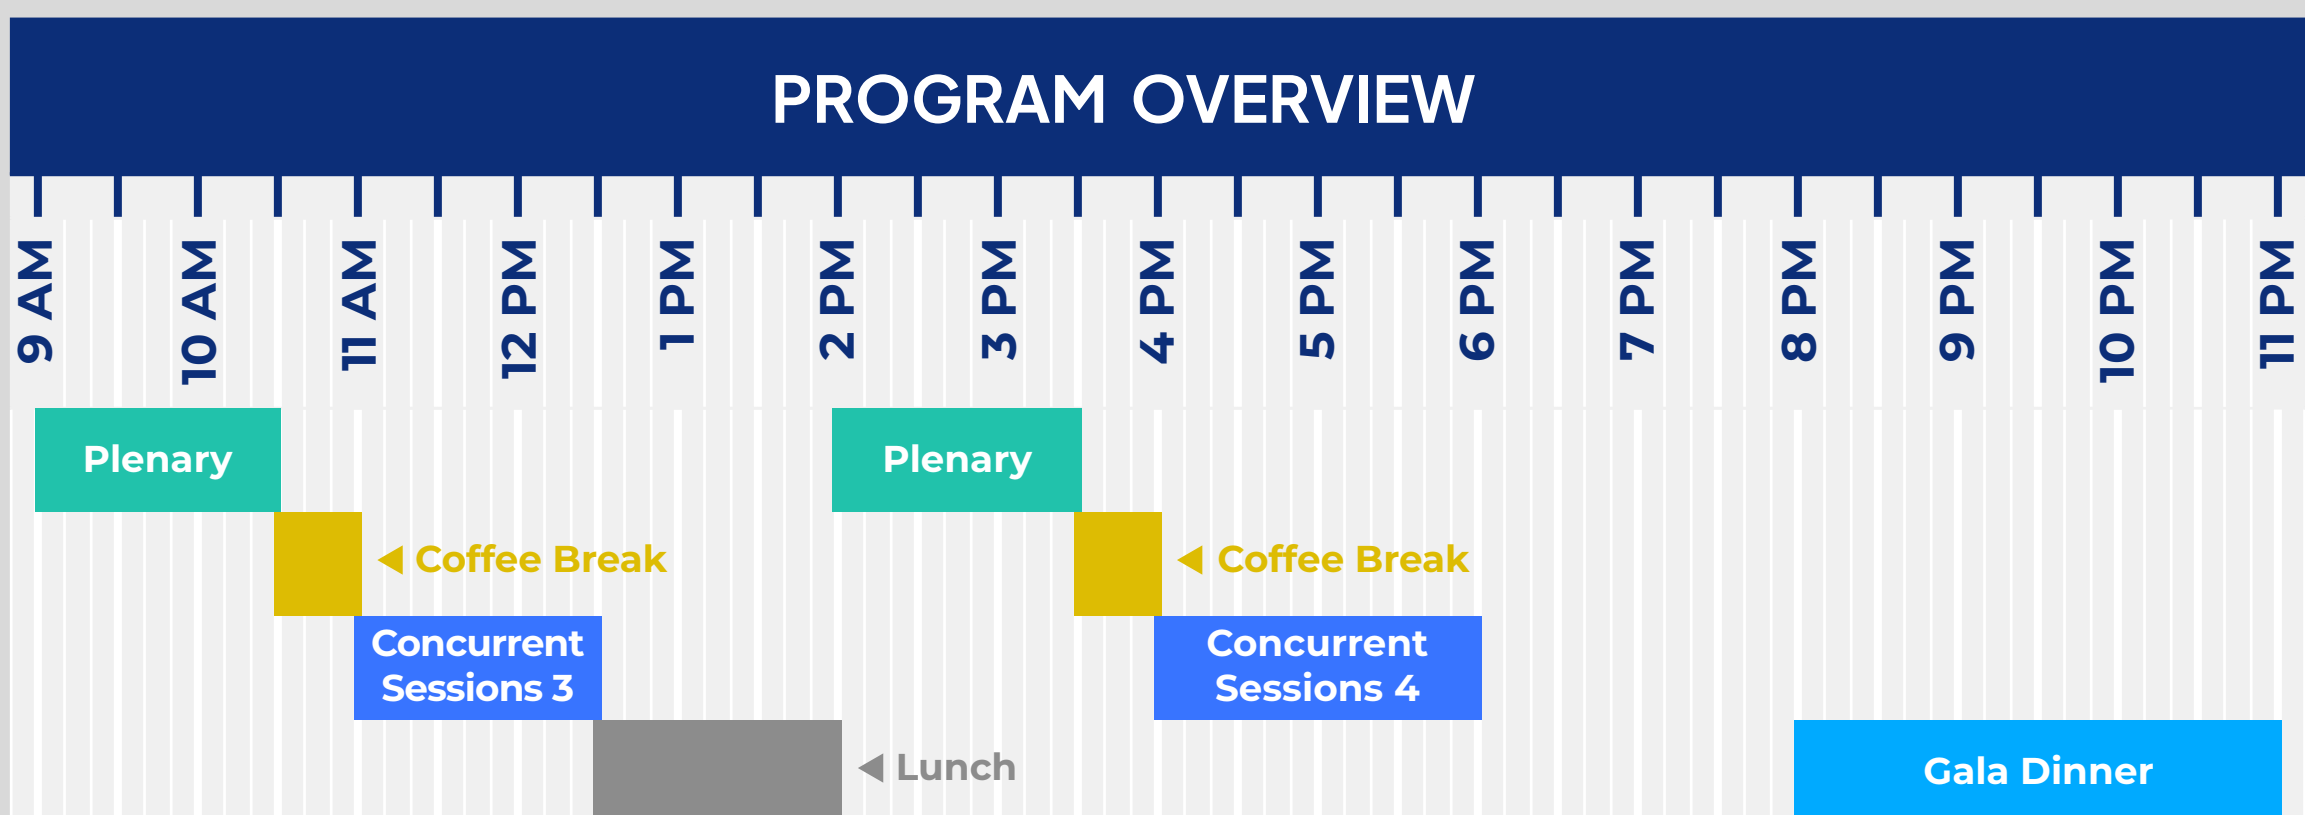 PROGRAM OVERVIEW
9 AM
10 AM
11 AM
12 PM
1 PM
2 PM
3 PM
4 PM
5 PM
6 PM
7 PM
8 PM
9 PM
10 PM
11 PM
Plenary
Plenary
Coffee Break
Coffee Break
Concurrent
Sessions 3
Concurrent
Sessions 4
Lunch
Gala Dinner